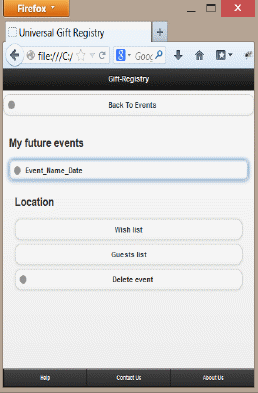 Firefox
Universal Gift Registry
file:///C:/
Goog
Gift-Registry
Back To Events
My future events
Event_Name_Date
Location
Wish list
Guests list
Delete event
Help
Contact Us
About Us